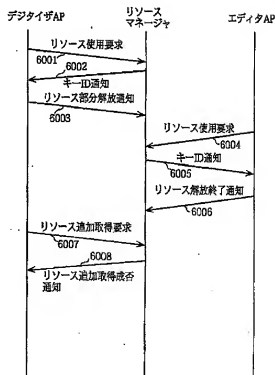 デジタイザAP
リソース
マネージャ
エディタAP
リソース使用要求
6001
6002
キーID通知
リソース部分解放通知
6003
リソース使用要求
6004
キーID通知
6005
リソース解放終了通知
6006
リソース追加取得要求
6007
6008
リソース追加取得成否
通知